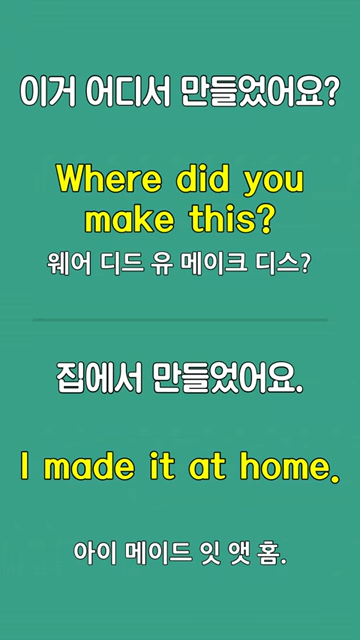 이거 어디서 만들었어요?
Where did you
make this?
웨어 디드 유 메이크 디스?
집에서 만들었어요.
I made it at home.
아이 메이드 잇 앳 홈.